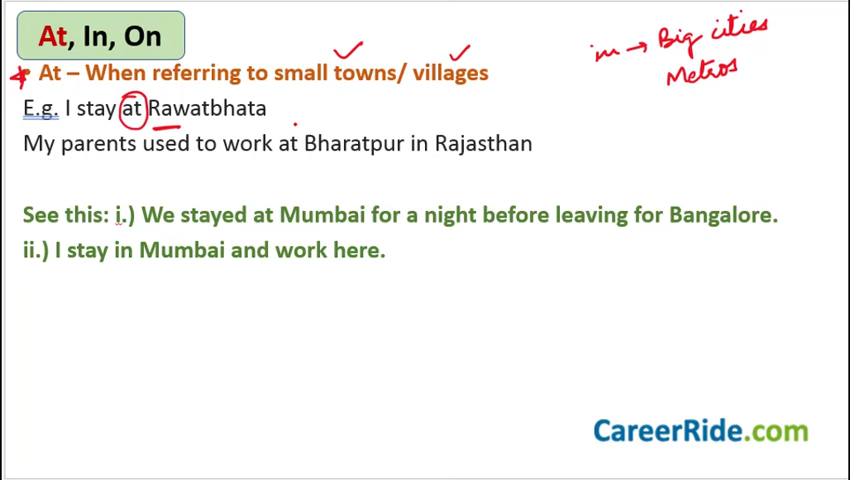 At, In, On
in → Big cities
Metros
* At – When referring to small towns/ villages
E.g. I stay at Rawatbhata
My parents used to work at Bharatpur in Rajasthan
See this: i.) We stayed at Mumbai for a night before leaving for Bangalore.
ii.) I stay in Mumbai and work here.
CareerRide.com